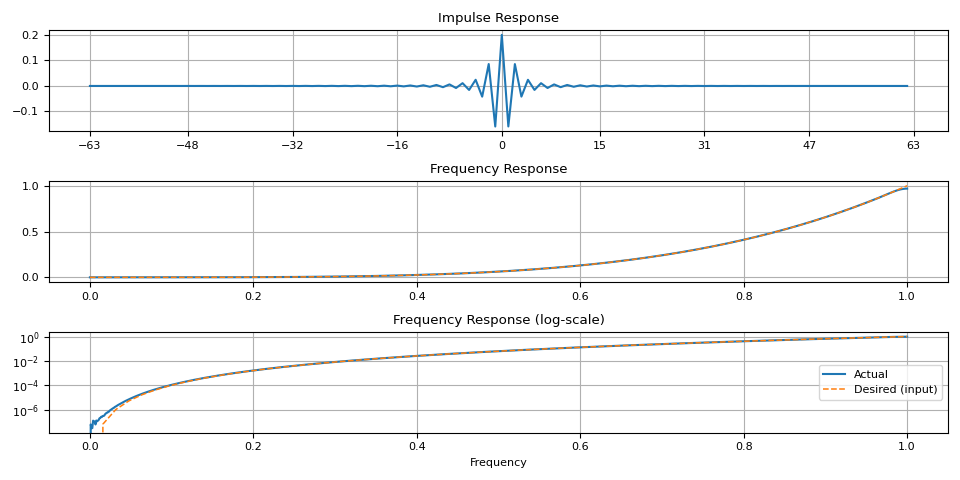 Impulse Response
0.2
0.1
0.0
−0.1
−63 −48 −32 −16 0 15 31 47 63
Frequency Response
1.0
0.5
0.0
0.0 0.2 0.4 0.6 0.8 1.0
Frequency Response (log-scale)
10⁰
10⁻²
10⁻⁴
10⁻⁶
Actual
Desired (input)
0.0 0.2 0.4 0.6 0.8 1.0
Frequency